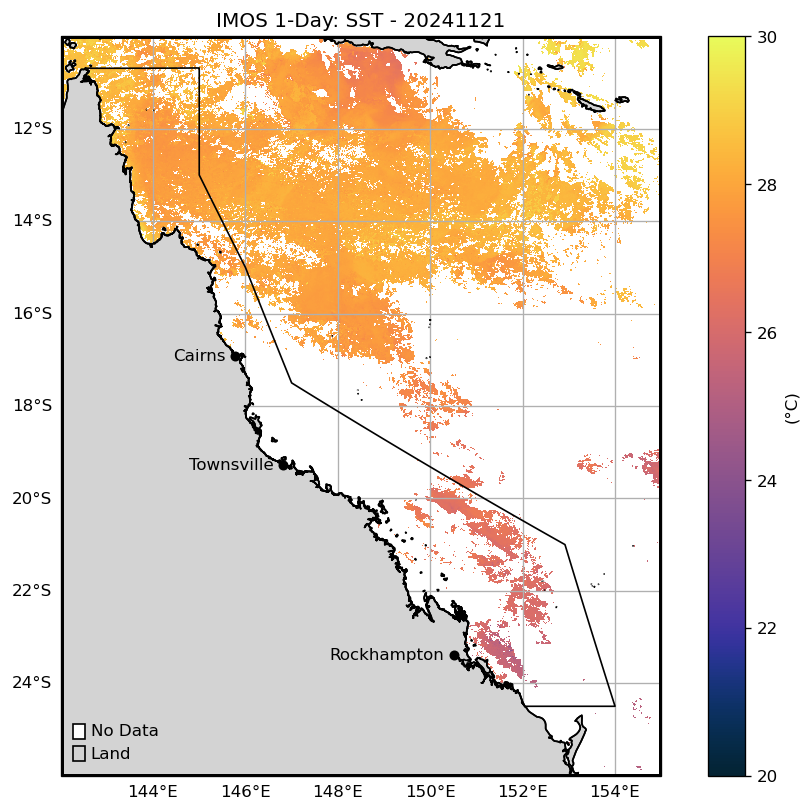 IMOS 1-Day: SST - 20241121
12°S
14°S
16°S
18°S
20°S
22°S
24°S
Cairns
Townsville
Rockhampton
No Data
Land
144°E 146°E 148°E 150°E 152°E 154°E
30
28
26
24
22
20
(°C)